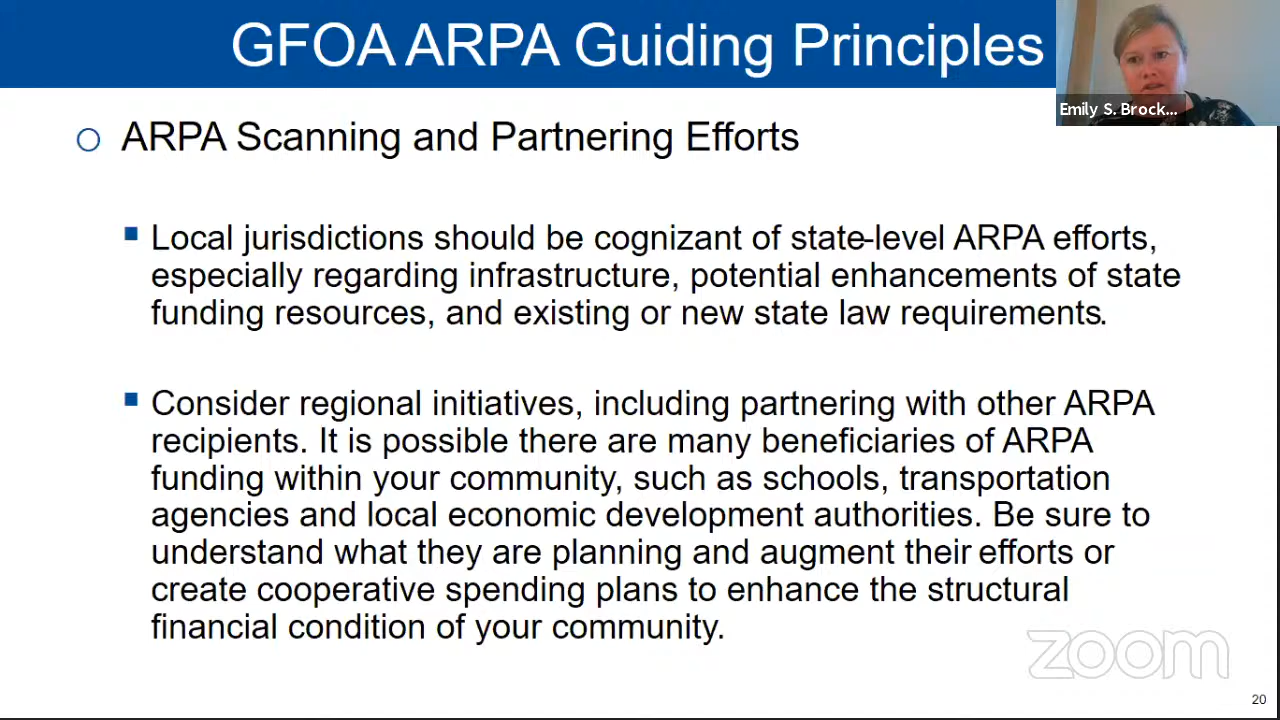 GFOA ARPA Guiding Principles
Emily S. Brock...
ARPA Scanning and Partnering Efforts
Local jurisdictions should be cognizant of state-level ARPA efforts,
especially regarding infrastructure, potential enhancements of state
funding resources, and existing or new state law requirements.
Consider regional initiatives, including partnering with other ARPA
recipients. It is possible there are many beneficiaries of ARPA
funding within your community, such as schools, transportation
agencies and local economic development authorities. Be sure to
understand what they are planning and augment their efforts or
create cooperative spending plans to enhance the structural
financial condition of your community.
zoom
20